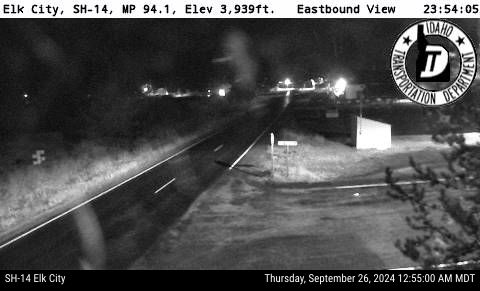 Elk City, SH-14, MP 94.1, Elev 3,939ft. Eastbound View 23:54:05
IDAHO
TRANSPORTATION DEPARTMENT
SH-14 Elk City Thursday, September 26, 2024 12:55:00 AM MDT